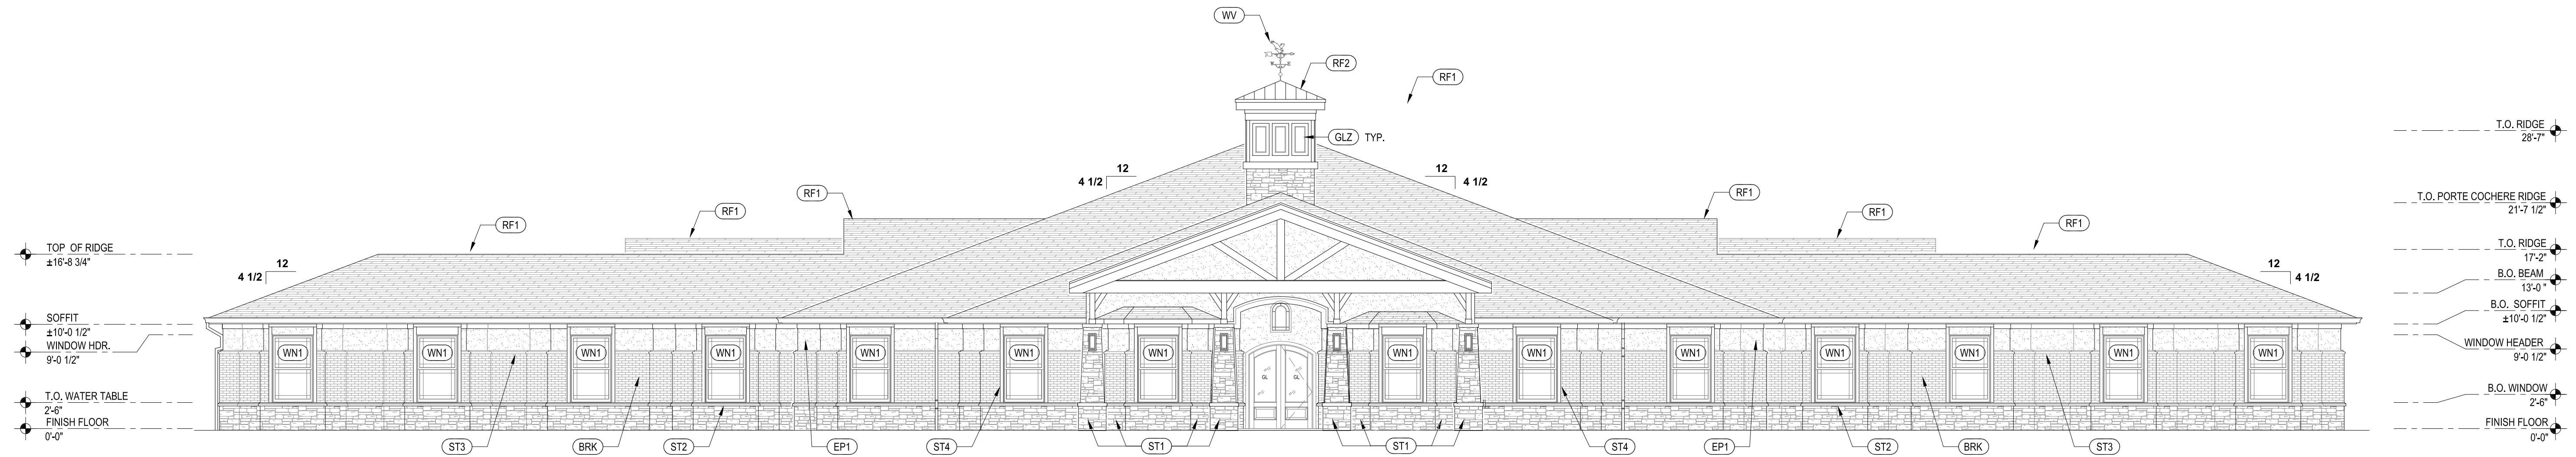 WV
RF2
RF1
GLZ TYP.
T.O. RIDGE
28'-7"
12
4 1/2
12
4 1/2
RF1
RF1
T.O. PORTE COCHERE RIDGE
21'-7 1/2"
RF1
RF1
RF1
RF1
TOP OF RIDGE
±16'-8 3/4"
T.O. RIDGE
17'-2"
12
4 1/2
12
4 1/2
B.O. BEAM
13'-0 "
SOFFIT
±10'-0 1/2"
B.O. SOFFIT
±10'-0 1/2"
WINDOW HDR.
9'-0 1/2"
WINDOW HEADER
9'-0 1/2"
WN1
WN1
WN1
WN1
WN1
WN1
WN1
WN1
WN1
WN1
WN1
WN1
WN1
WN1
GL
GL
T.O. WATER TABLE
2'-6"
B.O. WINDOW
2'-6"
FINISH FLOOR
0'-0"
FINISH FLOOR
0'-0"
ST3
BRK
ST2
EP1
ST4
ST1
ST1
ST4
EP1
ST2
BRK
ST3